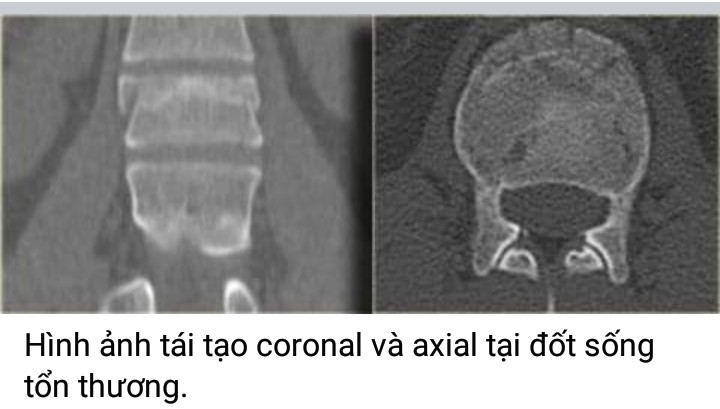 Hình ảnh tái tạo coronal và axial tại đốt sống
tổn thương.